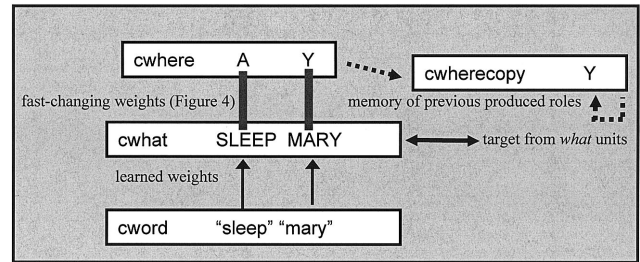 cwhere A Y
cwherecopy Y
fast-changing weights (Figure 4)
memory of previous produced roles
cwhat SLEEP MARY
target from what units
learned weights
cword "sleep" "mary"